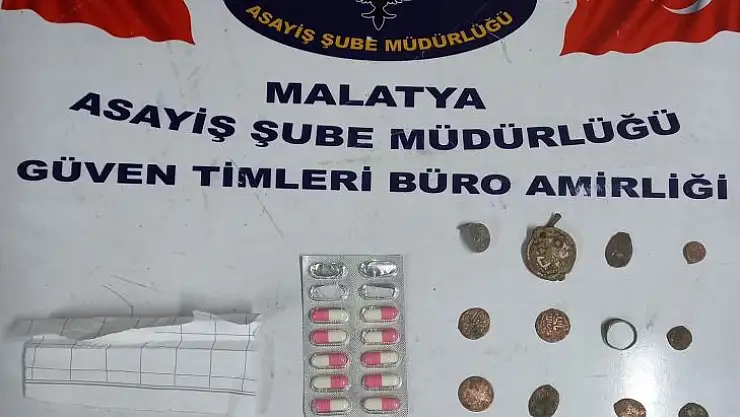 ASAYİŞ ŞUBE MÜDÜRLÜĞÜ
MALATYA
ASAYİŞ ŞUBE MÜDÜRLÜĞÜ
GÜVEN TİMLERİ BÜRO AMİRLİĞİ